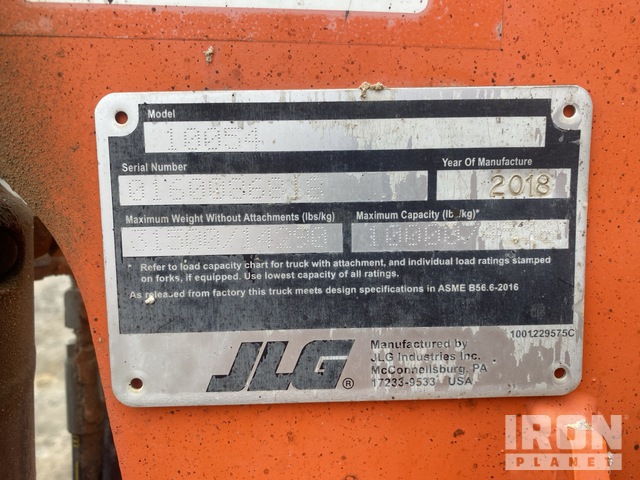 Model
10054
Serial Number
Year Of Manufacture
2018
Maximum Weight Without Attachments (lbs/kg)
Maximum Capacity (lbs/kg)*
* Refer to load capacity chart for truck with attachment, and individual load ratings stamped
on forks, if equipped. Use lowest capacity of all ratings.
As released from factory this truck meets design specifications in ASME B56.6-2016
1001229575C
JLG ®
Manufactured by
JLG Industries Inc.
McConnellsburg, PA
17233-9533 USA
IRON
PLANET